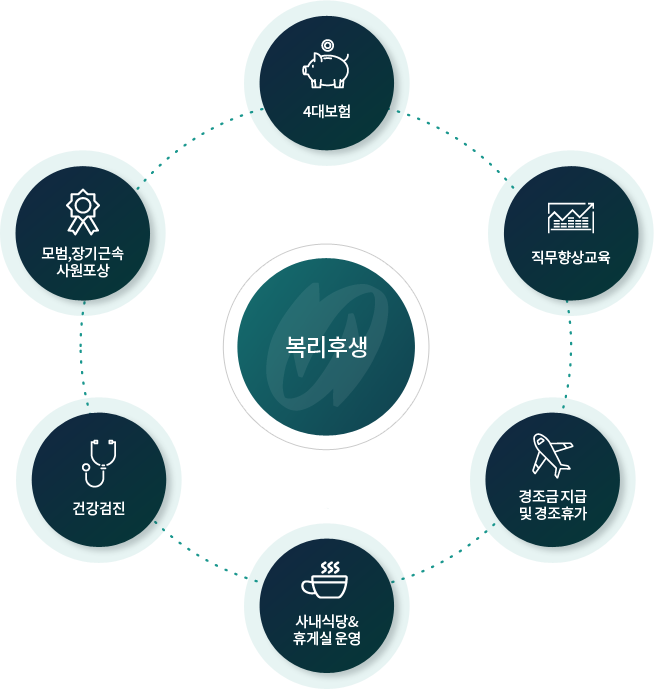 4대보험
직무향상교육
경조금 지급
및 경조휴가
사내식당&
휴게실 운영
건강검진
모범,장기근속
사원포상
복리후생